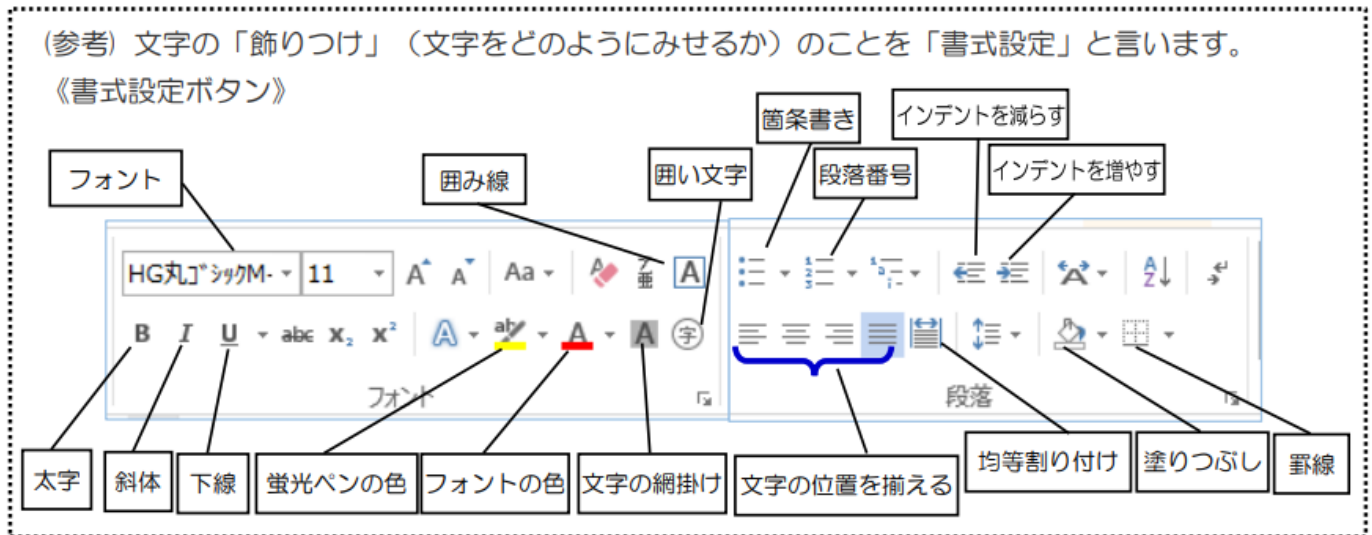 (参考) 文字の「飾りつけ」（文字をどのようにみせるか）のことを「書式設定」と言います。
《書式設定ボタン》
箇条書き
インデントを減らす
フォント
囲み線
囲い文字
段落番号
インデントを増やす
HG丸ｺﾞｼｯｸM- 11 A A Aa A 亜 A
A Z
B I U abc X₂ X² A ab A A 字
フォント
段落
太字
斜体
下線
蛍光ペンの色
フォントの色
文字の網掛け
文字の位置を揃える
均等割り付け
塗りつぶし
罫線